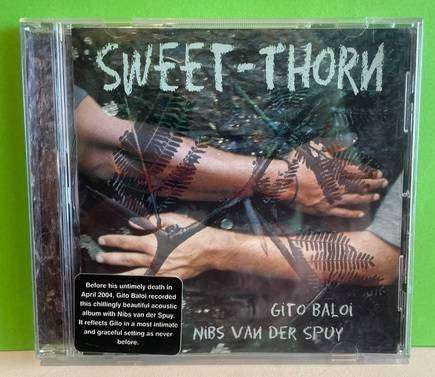 SWEET-THORN
GITO BALOI
NIBS VAN DER SPUY
Before his untimely death in
April 2004, Gito Baloi recorded
this chillingly beautiful acoustic
album with Nibs van der Spuy.
It reflects Gito in a most intimate
and graceful setting as never
before.